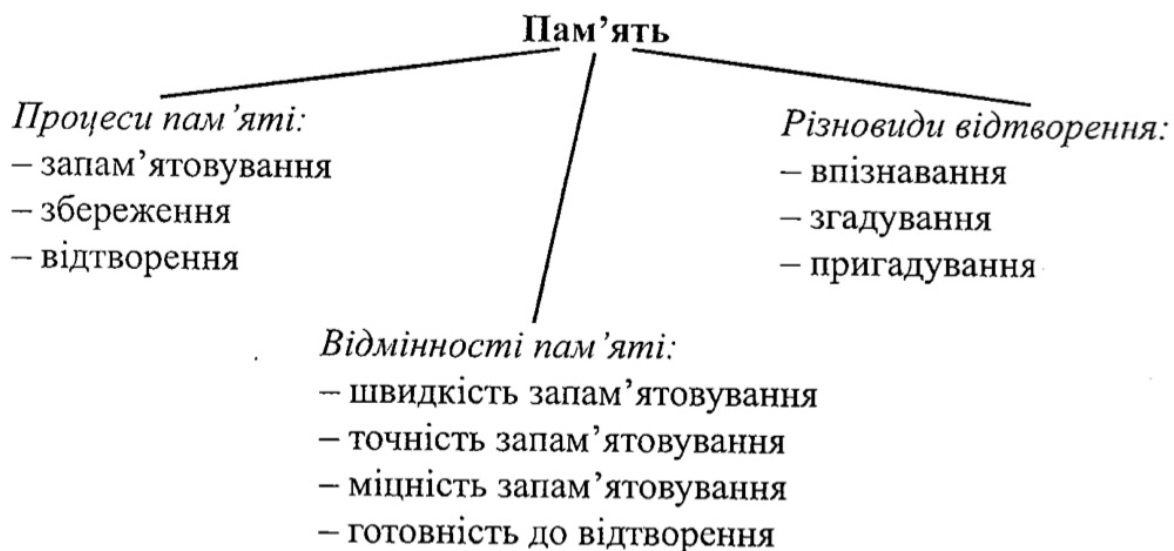 Пам’ять
Процеси пам’яті:
– запам’ятовування
– збереження
– відтворення
Різновиди відтворення:
– впізнавання
– згадування
– пригадування
Відмінності пам’яті:
– швидкість запам’ятовування
– точність запам’ятовування
– міцність запам’ятовування
– готовність до відтворення